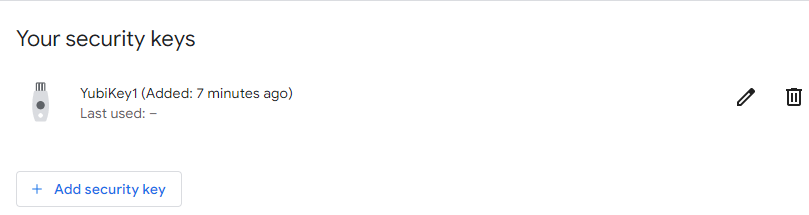 Your security keys
YubiKey1 (Added: 7 minutes ago)
Last used: –
+ Add security key